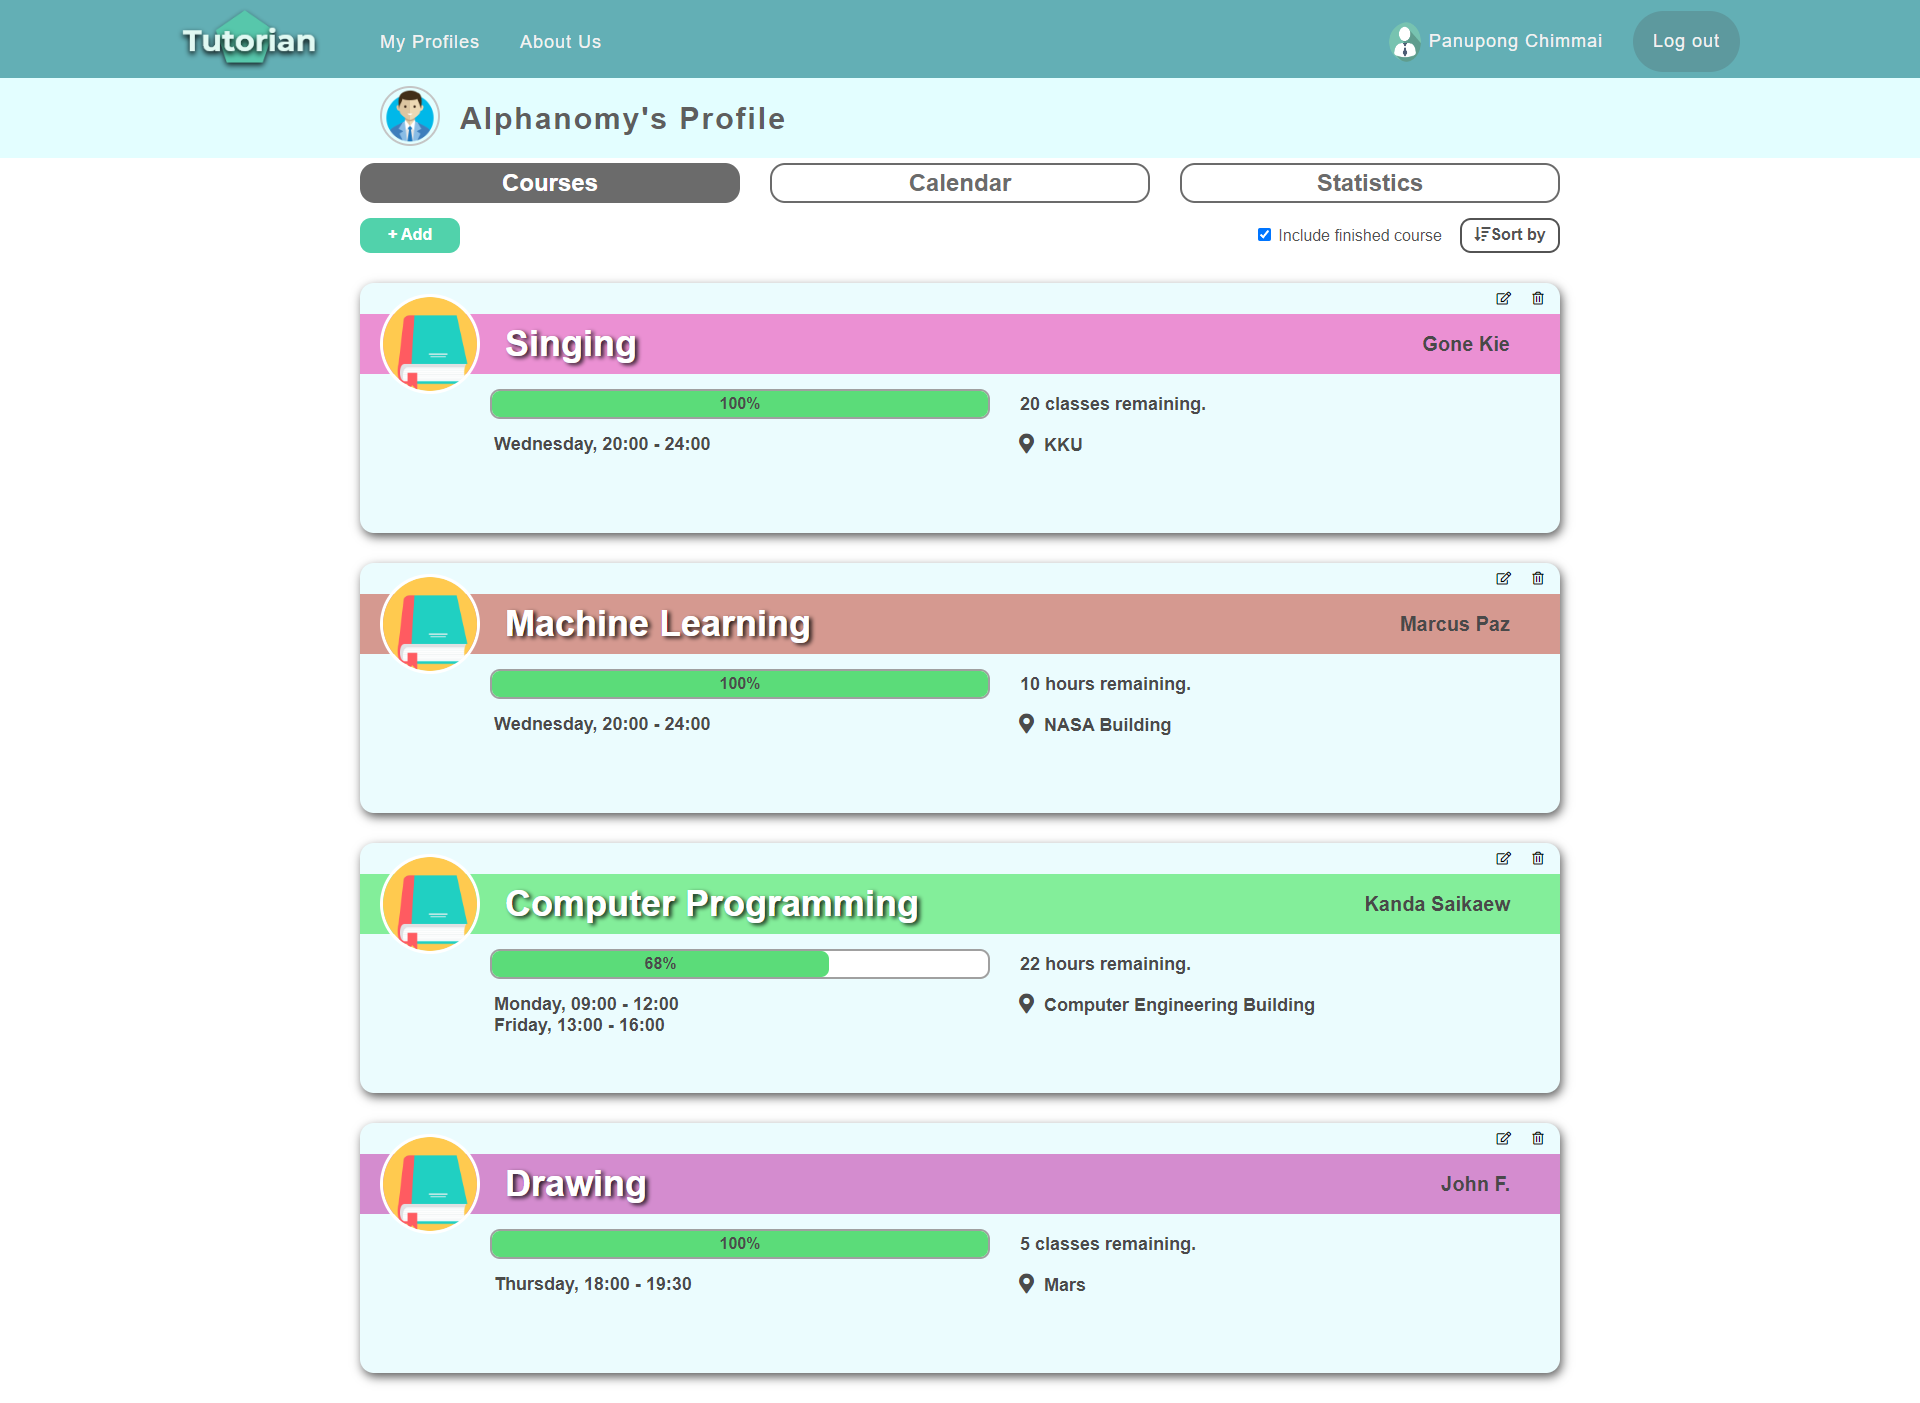 Tutorian
My Profiles
About Us
Panupong Chimmai
Log out
Alphanomy's Profile
Courses
Calendar
Statistics
+ Add
Include finished course
Sort by
Singing
Gone Kie
100%
20 classes remaining.
Wednesday, 20:00 - 24:00
KKU
Machine Learning
Marcus Paz
100%
10 hours remaining.
Wednesday, 20:00 - 24:00
NASA Building
Computer Programming
Kanda Saikaew
68%
22 hours remaining.
Monday, 09:00 - 12:00
Computer Engineering Building
Friday, 13:00 - 16:00
Drawing
John F.
100%
5 classes remaining.
Thursday, 18:00 - 19:30
Mars